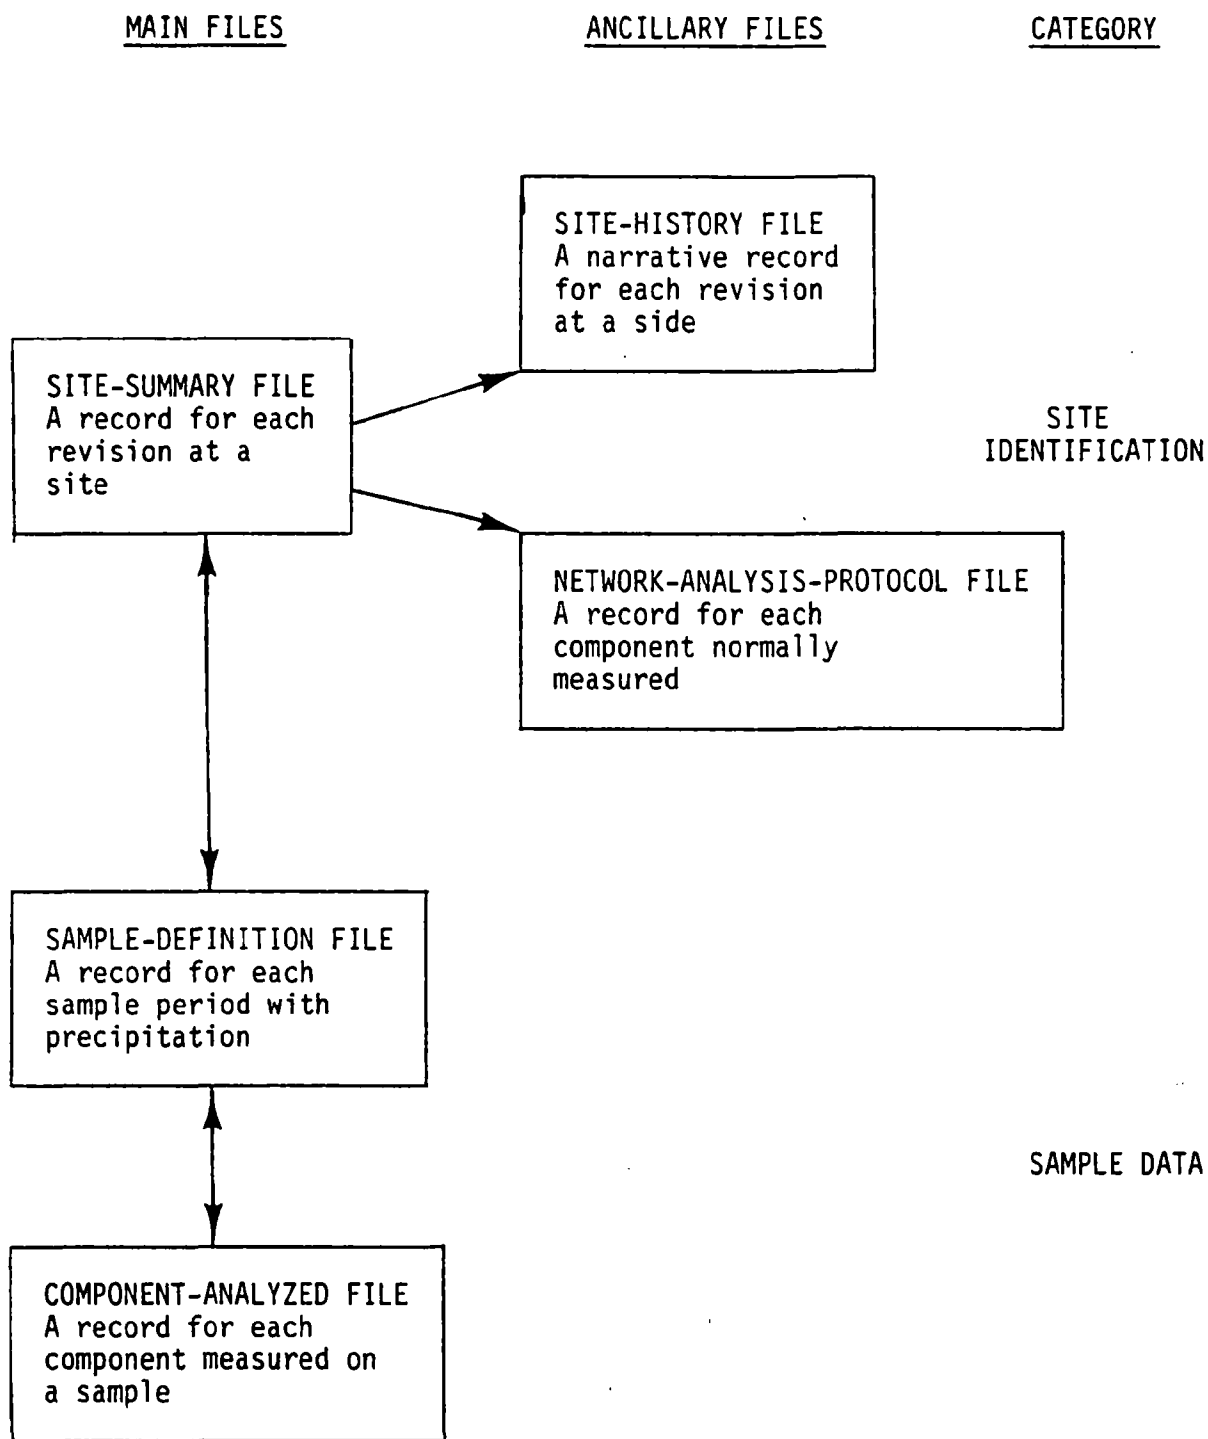 MAIN FILES
ANCILLARY FILES
CATEGORY
SITE-HISTORY FILE
A narrative record
for each revision
at a side
SITE-SUMMARY FILE
A record for each
revision at a
site
SITE
IDENTIFICATION
NETWORK-ANALYSIS-PROTOCOL FILE
A record for each
component normally
measured
SAMPLE-DEFINITION FILE
A record for each
sample period with
precipitation
SAMPLE DATA
COMPONENT-ANALYZED FILE
A record for each
component measured on
a sample